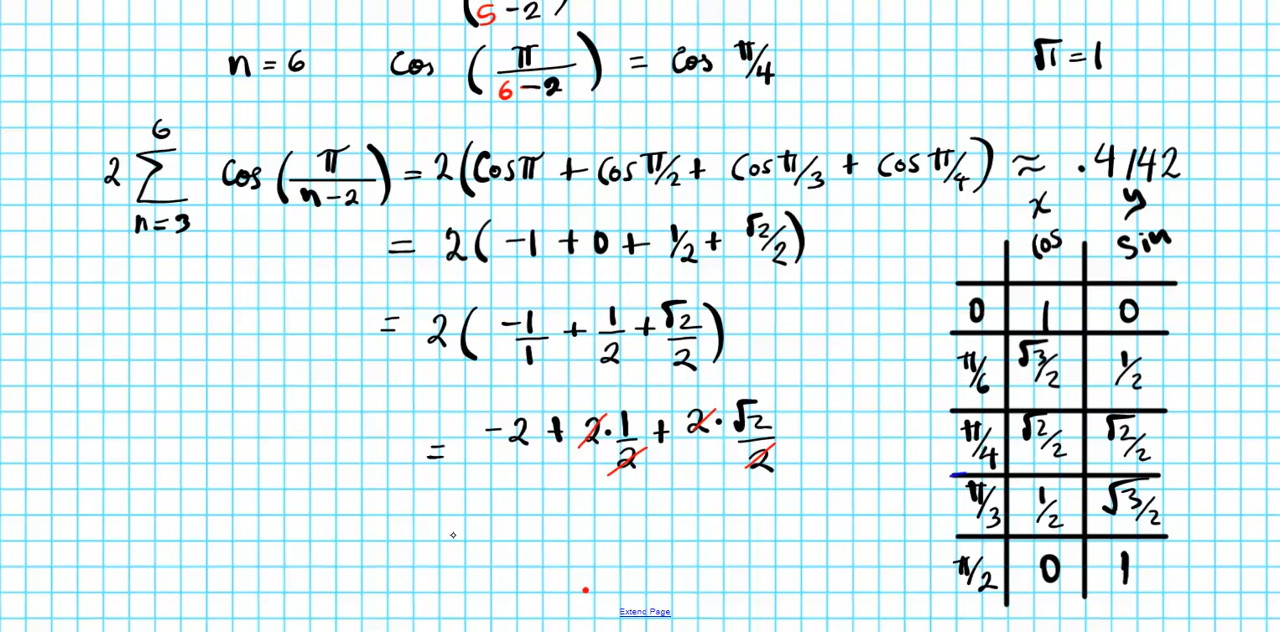 (5-2)
n = 6   cos (π/(6-2)) = cos π/4   √1 = 1
2 ∑_{n=3}^{6} cos(π/(n-2)) = 2(cosπ + cos π/2 + cos π/3 + cos π/4) ≈ .4142
= 2( -1 + 0 + 1/2 + √2/2)
= 2( -1/1 + 1/2 + √2/2 )
= -2 + 2·1/2 + 2·√2/2
x y
cos sin
0 1 0
π/6 √3/2 1/2
π/4 √2/2 √2/2
π/3 1/2 √3/2
π/2 0 1
Extend Page